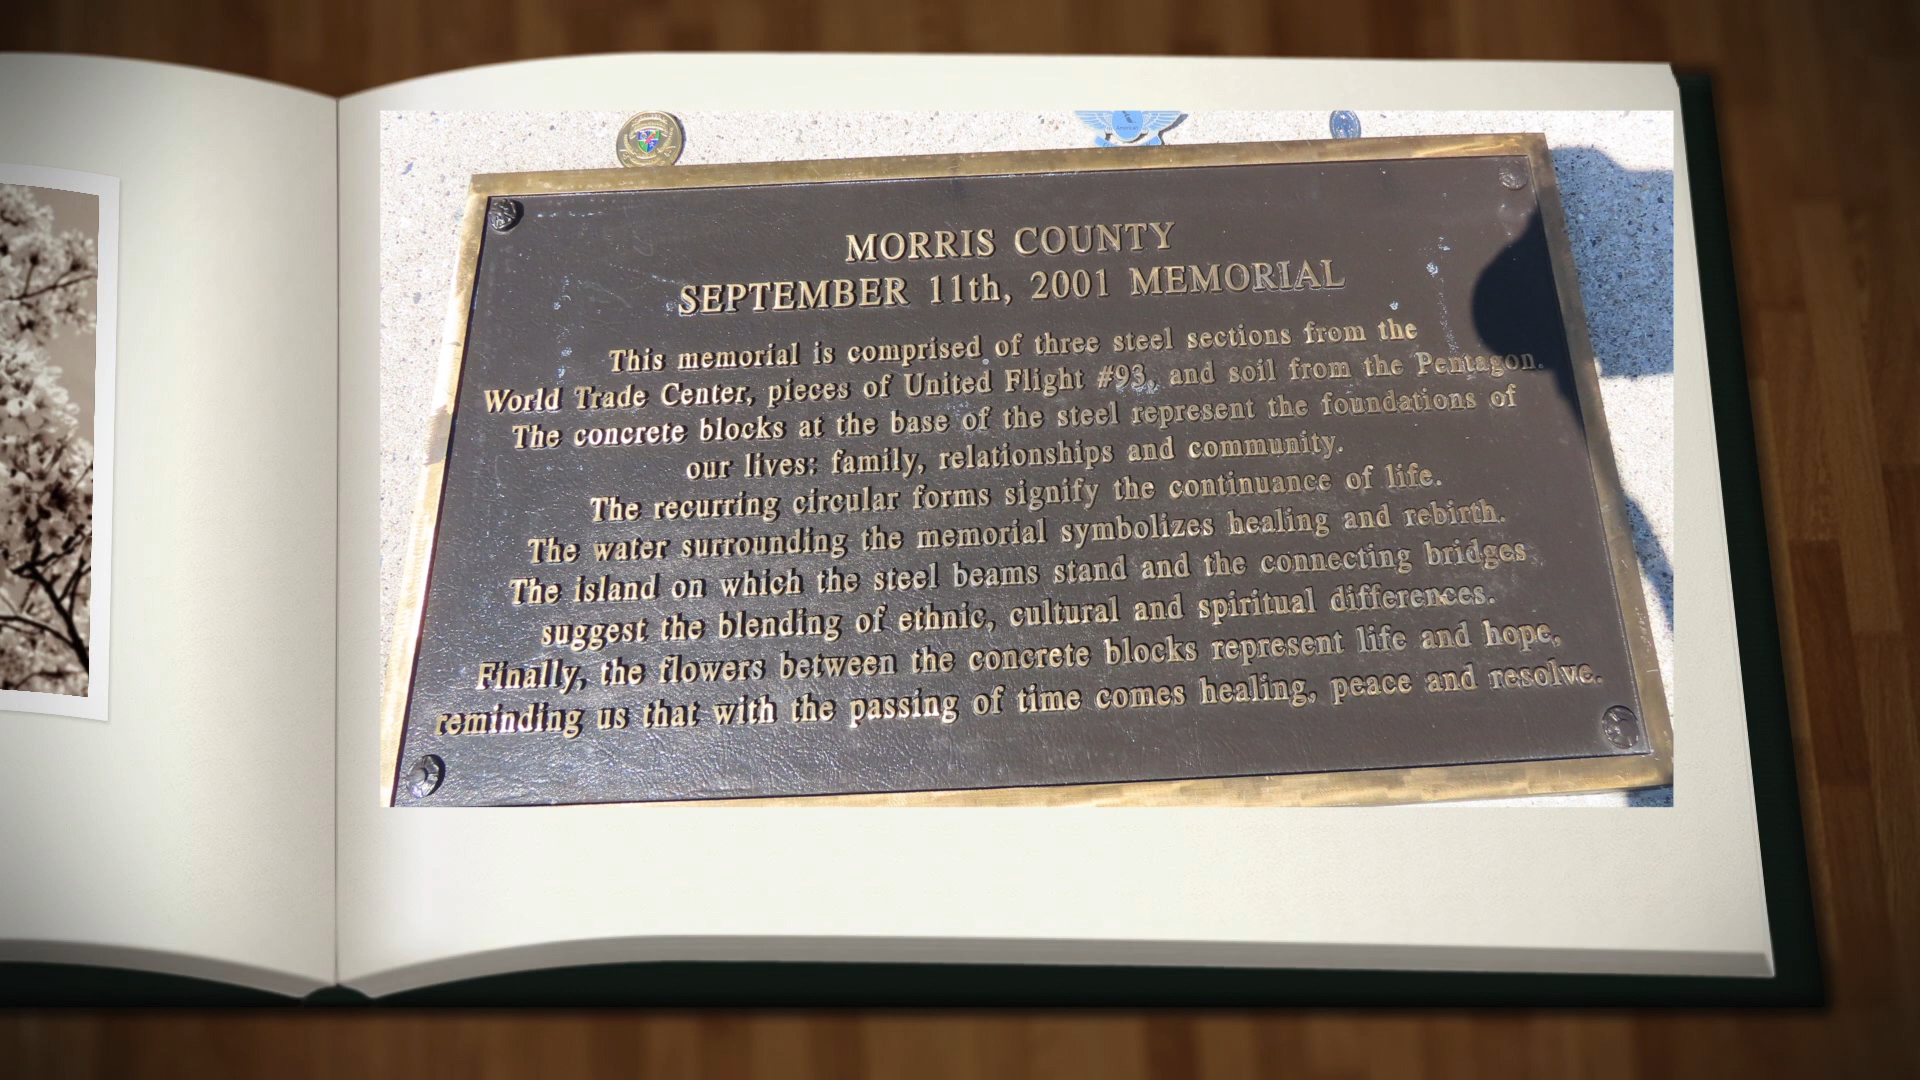 MORRIS COUNTY
SEPTEMBER 11th, 2001 MEMORIAL
This memorial is comprised of three steel sections from the
World Trade Center, pieces of United Flight #93, and soil from the Pentagon.
The concrete blocks at the base of the steel represent the foundations of
our lives: family, relationships and community.
The recurring circular forms signify the continuance of life.
The water surrounding the memorial symbolizes healing and rebirth.
The island on which the steel beams stand and the connecting bridges
suggest the blending of ethnic, cultural and spiritual differences.
Finally, the flowers between the concrete blocks represent life and hope,
reminding us that with the passing of time comes healing, peace and resolve.